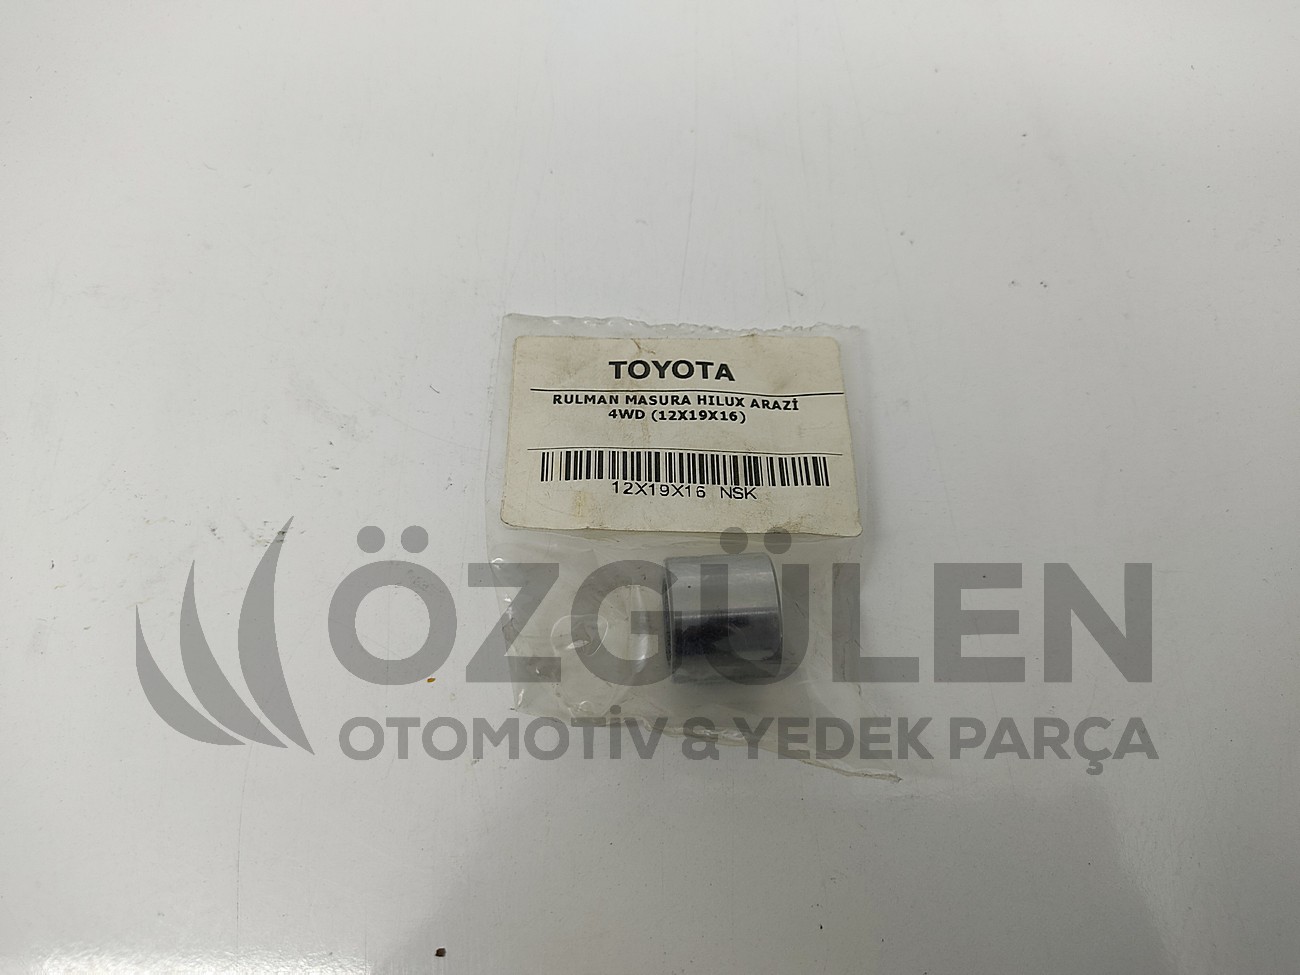 TOYOTA
RULMAN MASURA HILUX ARAZİ
4WD (12X19X16)
12X19X16 NSK
ÖZGÜLEN
OTOMOTİV & YEDEK PARÇA